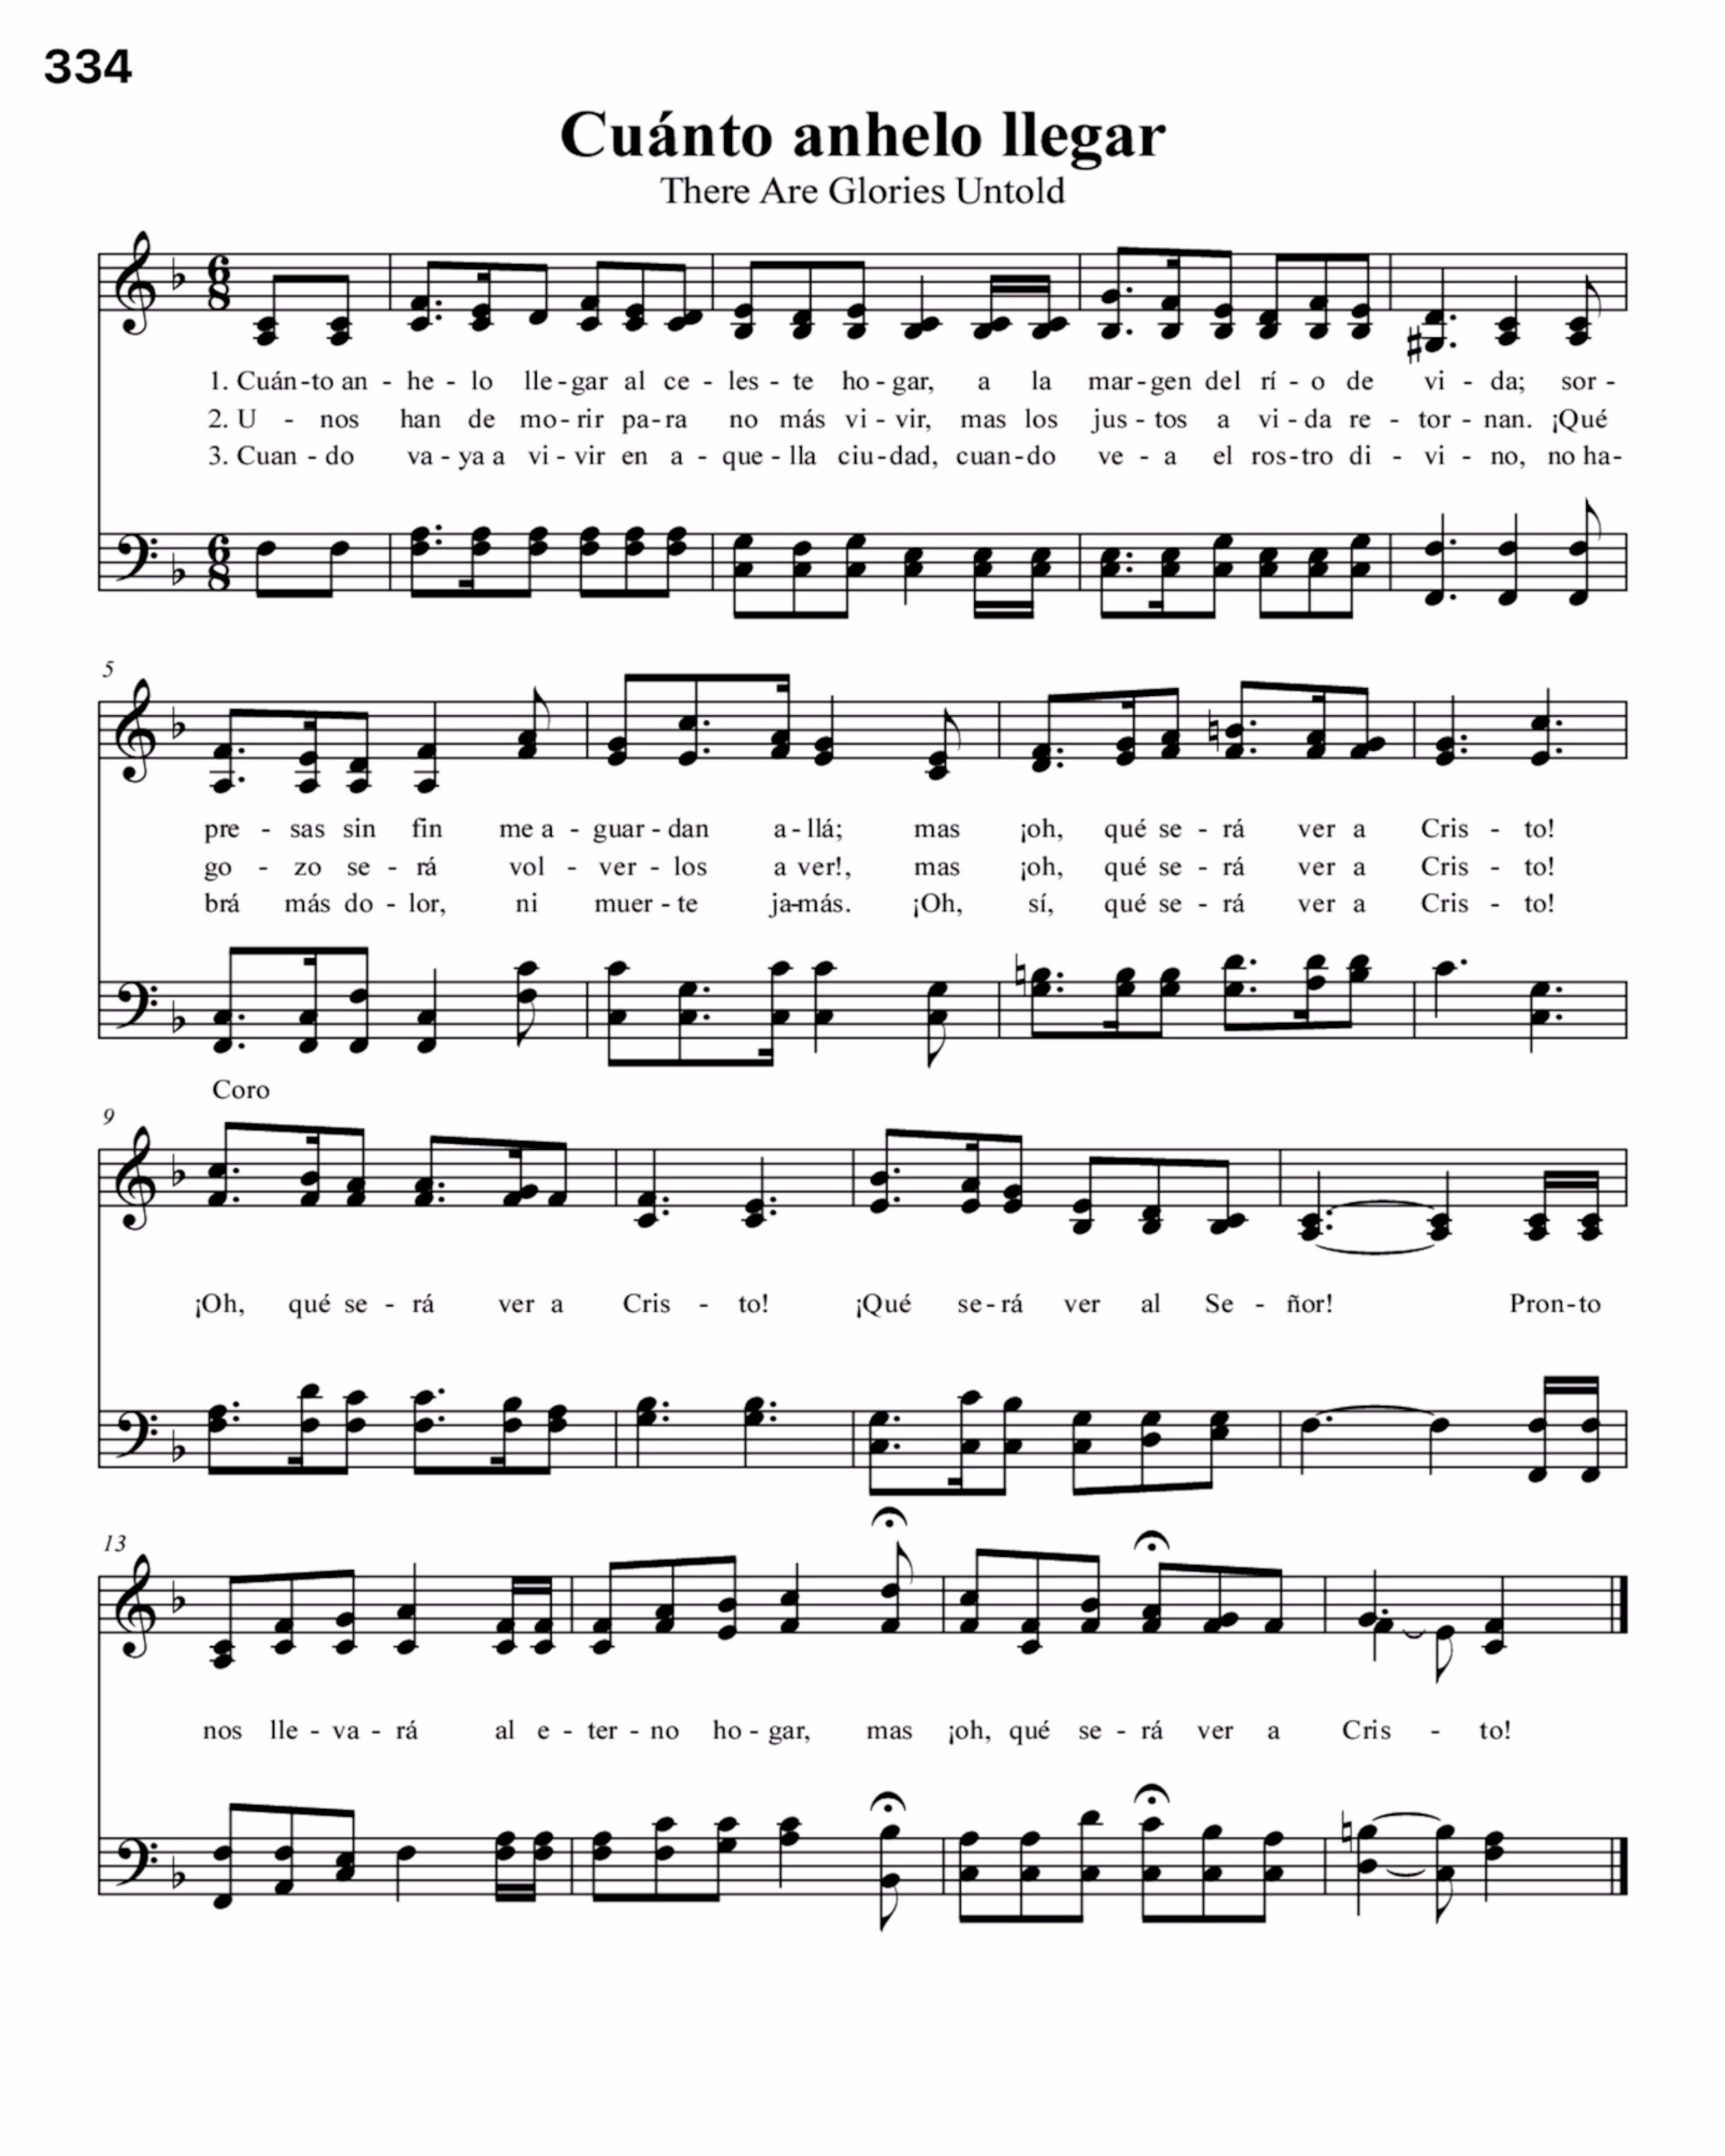 334
Cuánto anhelo llegar
There Are Glories Untold
1. Cuán-to an - he - lo lle - gar al ce - les - te ho - gar, a la mar - gen del rí - o de vi - da; sor -
2. U - nos han de mo - rir pa - ra no más vi - vir, mas los jus - tos a vi - da re - tor - nan. ¡Qué
3. Cuan - do va - ya a vi - vir en a - que - lla ciu - dad, cuan - do ve - a el ros - tro di - vi - no, no ha-
5
pre - sas sin fin me a - guar - dan a - llá; mas ¡oh, qué se - rá ver a Cris - to!
go - zo se - rá vol - ver - los a ver!, mas ¡oh, qué se - rá ver a Cris - to!
brá más do - lor, ni muer - te ja-más. ¡Oh, sí, qué se - rá ver a Cris - to!
Coro
9
¡Oh, qué se - rá ver a Cris - to! ¡Qué se - rá ver al Se - ñor! Pron - to
13
nos lle - va - rá al e - ter - no ho - gar, mas ¡oh, qué se - rá ver a Cris - to!